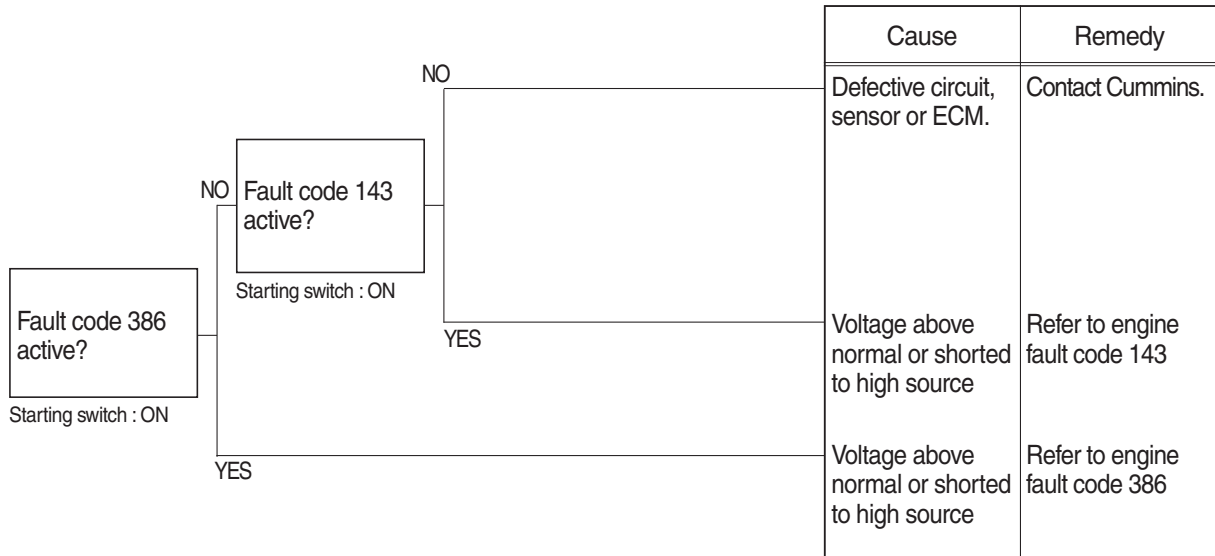 Cause
Remedy
NO
Defective circuit,
sensor or ECM.
Contact Cummins.
NO
Fault code 143
active?
Starting switch : ON
Fault code 386
active?
Starting switch : ON
YES
Voltage above
normal or shorted
to high source
Refer to engine
fault code 143
YES
Voltage above
normal or shorted
to high source
Refer to engine
fault code 386